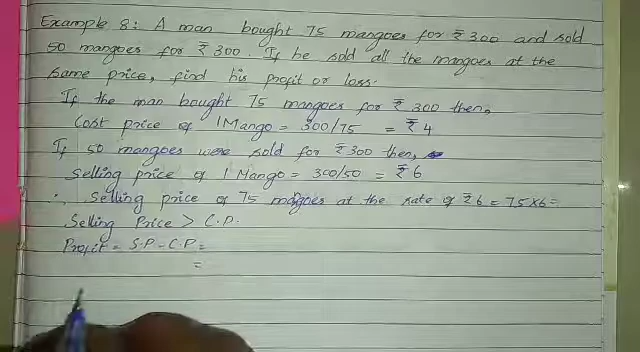 Example 8: A man bought 75 mangoes for ₹300 and sold
50 mangoes for ₹300. If he sold all the mangoes at the
same price, find his profit or loss.
If the man bought 75 mangoes for ₹300 then,
Cost price of 1 Mango = 300/75 = ₹4
If 50 mangoes were sold for ₹300 then,
Selling price of 1 Mango = 300/50 = ₹6
∴ Selling price of 75 mangoes at the rate of ₹6 = 75×6=
Selling Price > C.P.
Profit = S.P - C.P =
=